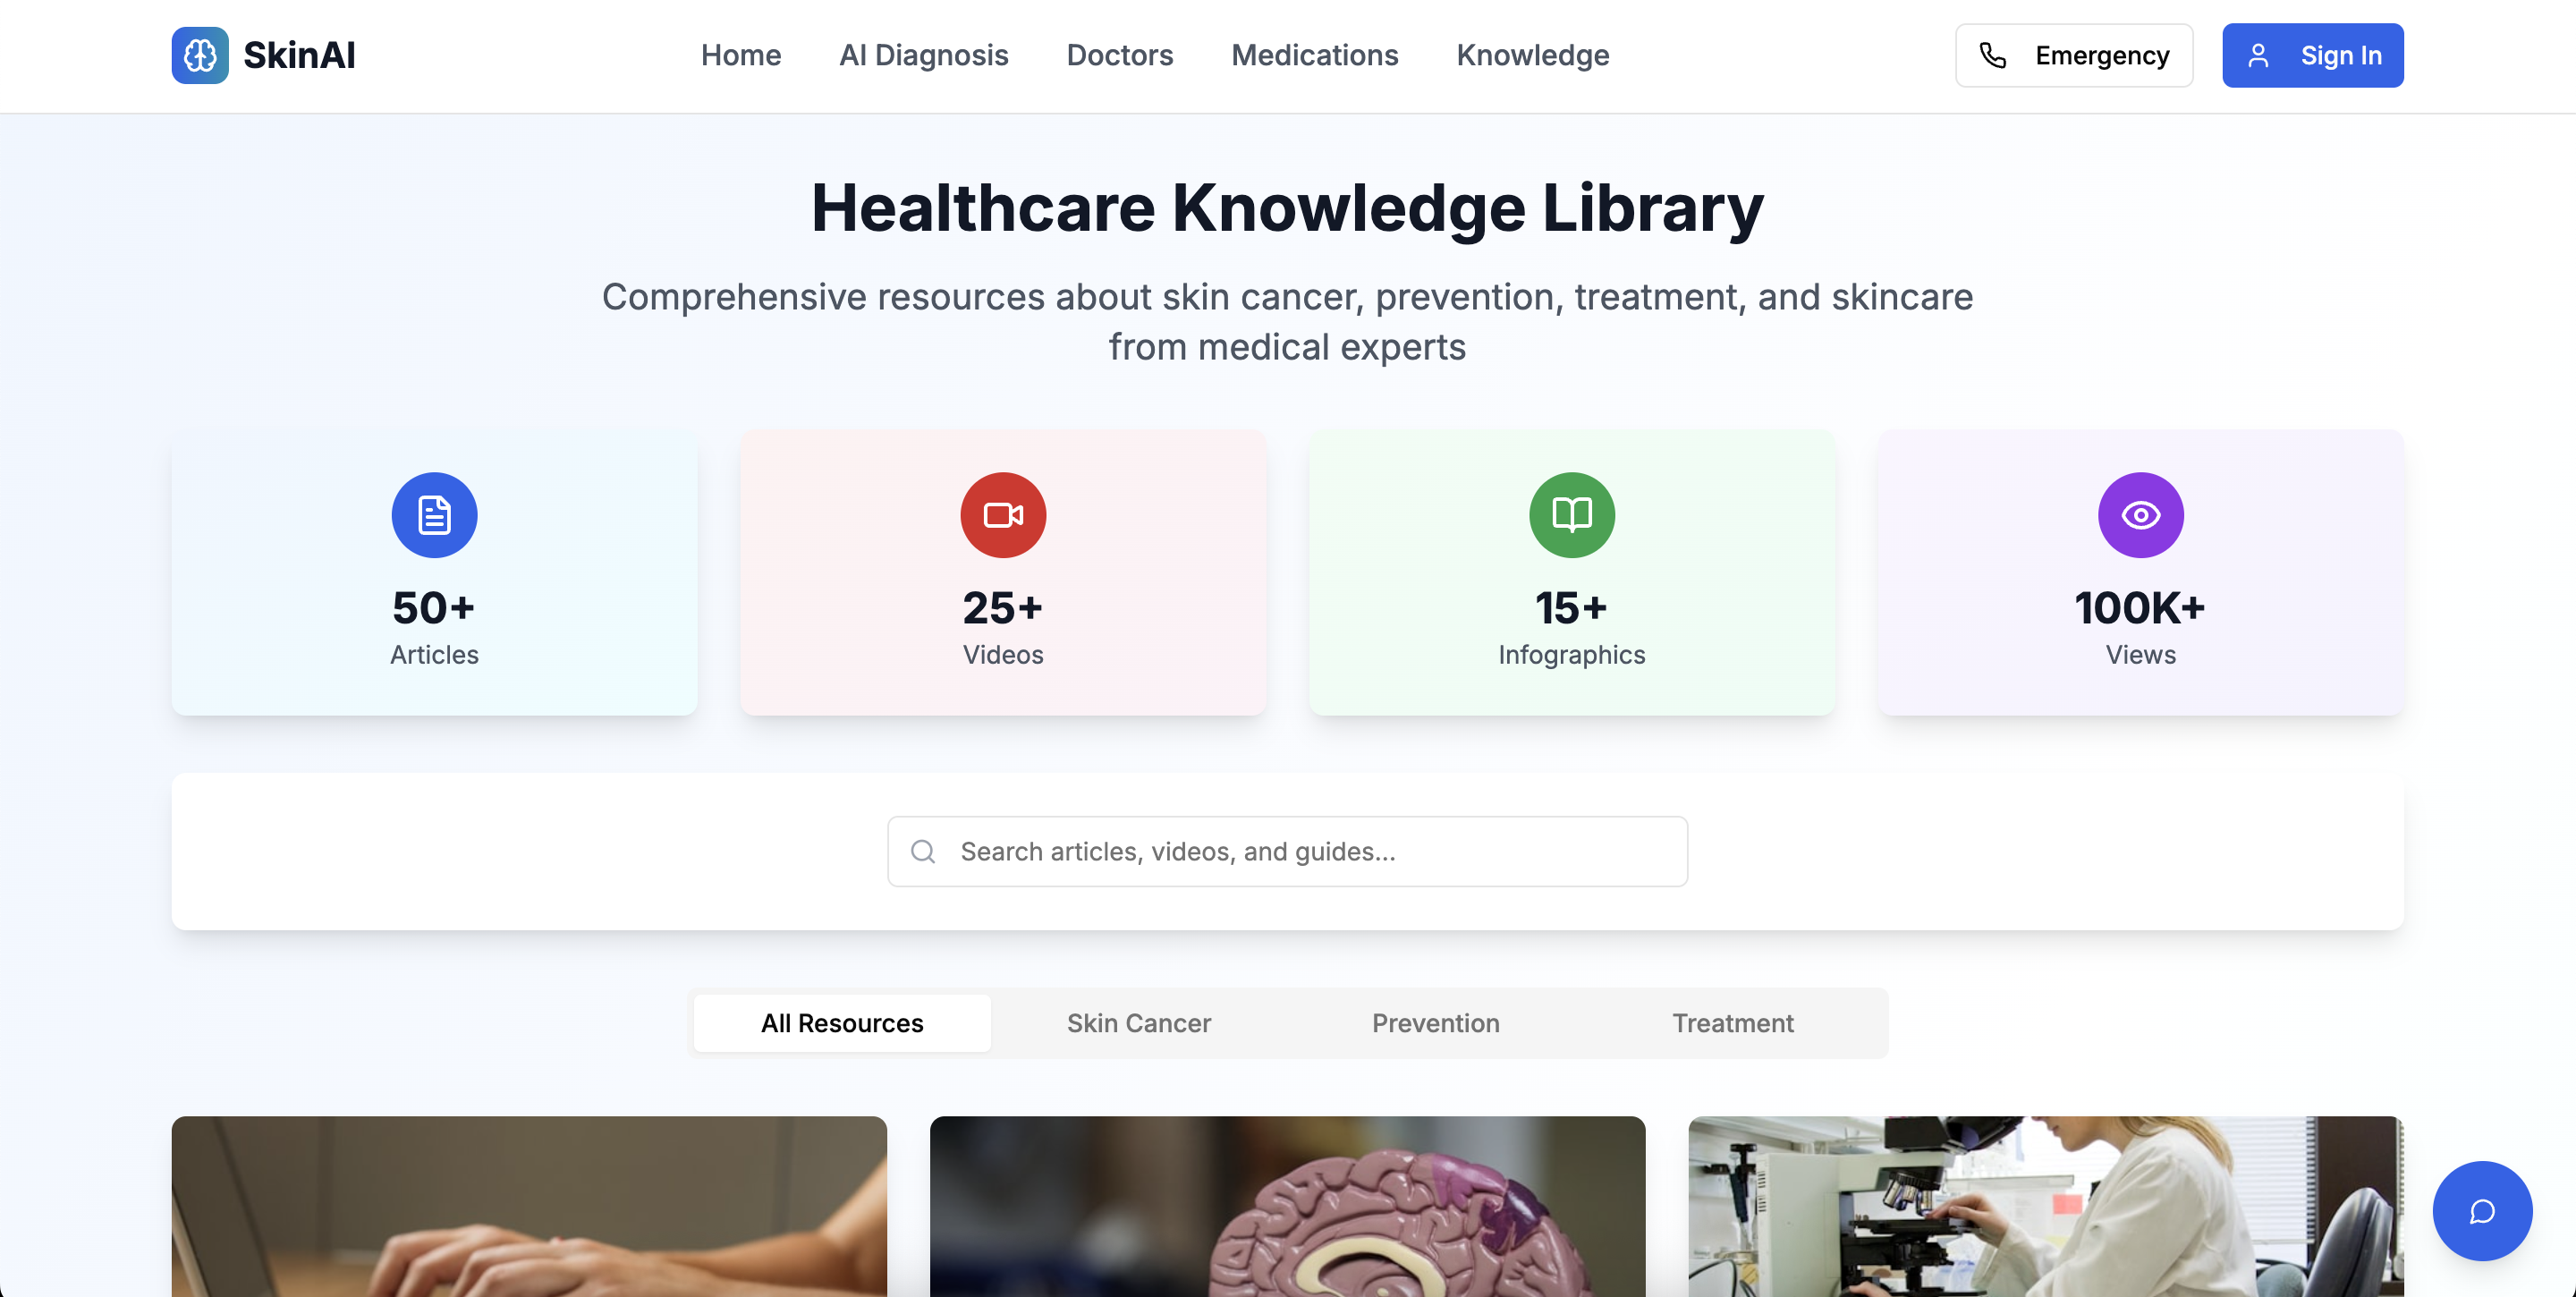 SkinAI
Home
AI Diagnosis
Doctors
Medications
Knowledge
Emergency
Sign In
Healthcare Knowledge Library
Comprehensive resources about skin cancer, prevention, treatment, and skincare
from medical experts
50+
Articles
25+
Videos
15+
Infographics
100K+
Views
Search articles, videos, and guides...
All Resources
Skin Cancer
Prevention
Treatment